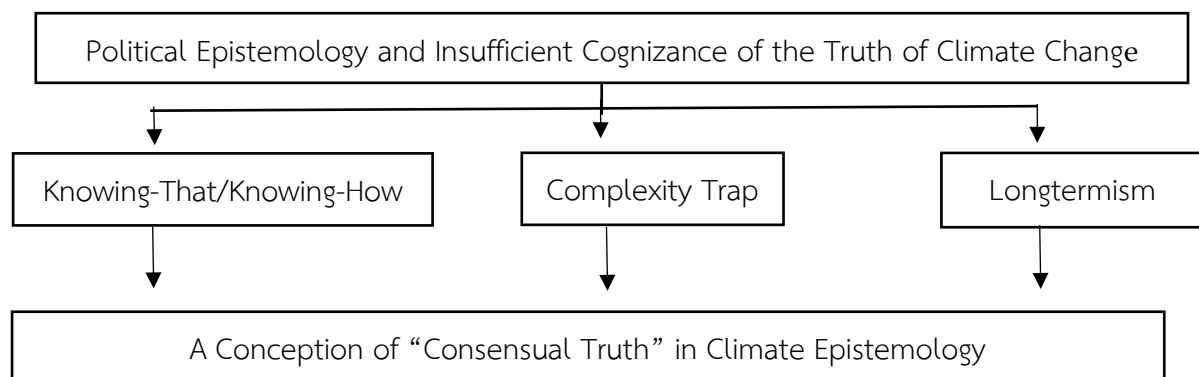 Political Epistemology and Insufficient Cognizance of the Truth of Climate Change
Knowing-That/Knowing-How
Complexity Trap
Longtermism
A Conception of “Consensual Truth” in Climate Epistemology